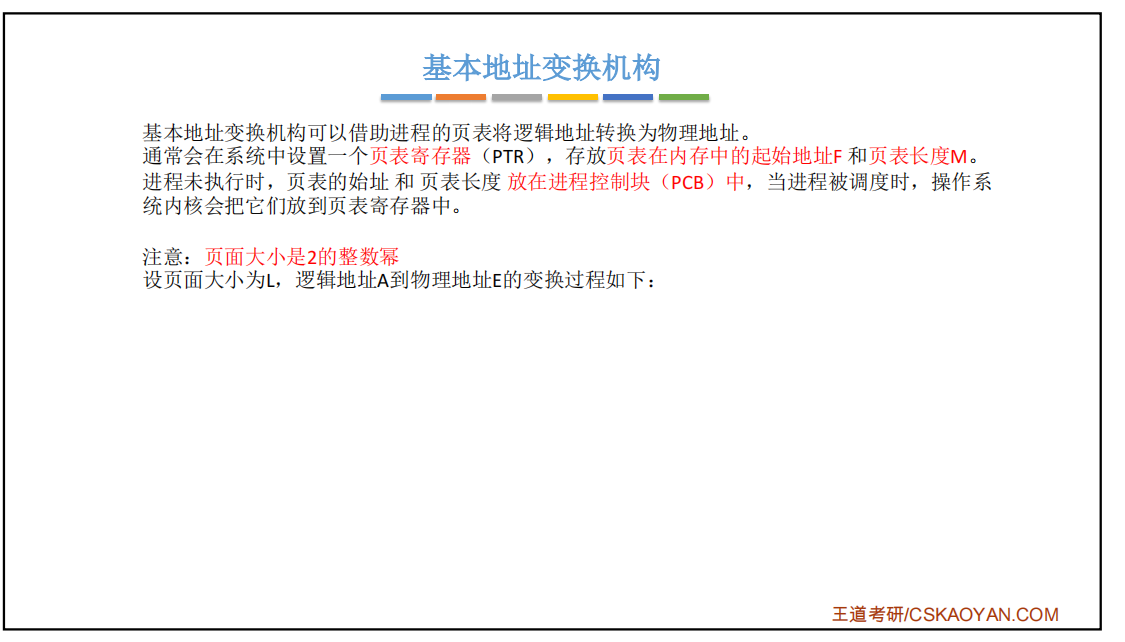 基本地址变换机构
基本地址变换机构可以借助进程的页表将逻辑地址转换为物理地址。
通常会在系统中设置一个页表寄存器（PTR），存放页表在内存中的起始地址F 和页表长度M。
进程未执行时，页表的始址 和 页表长度 放在进程控制块（PCB）中，当进程被调度时，操作系
统内核会把它们放到页表寄存器中。
注意：页面大小是2的整数幂
设页面大小为L，逻辑地址A到物理地址E的变换过程如下：
王道考研/CSKAOYAN.COM